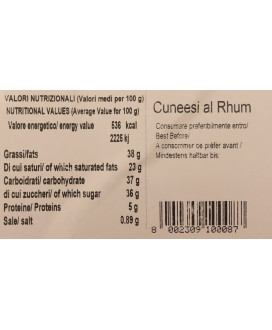 VALORI NUTRIZIONALI (Valori medi per 100 g)
NUTRITIONAL VALUES (Average Value for 100 g)
Valore energetico/ energy value 536 kcal
2225 kj
Grassi/fats 38 g
Di cui saturi/ of which saturated fats 23 g
Carboidrati/ carbohydrate 37 g
di cui zuccheri/ of which sugar 36 g
Proteine/ Proteins 5 g
Sale/ salt 0.89 g
Cuneesi al Rhum
Consumare preferibilmente entro/
Best Before/
A consommer de préfer avant /
Mindestens haltbar bis:
8 002309 100087